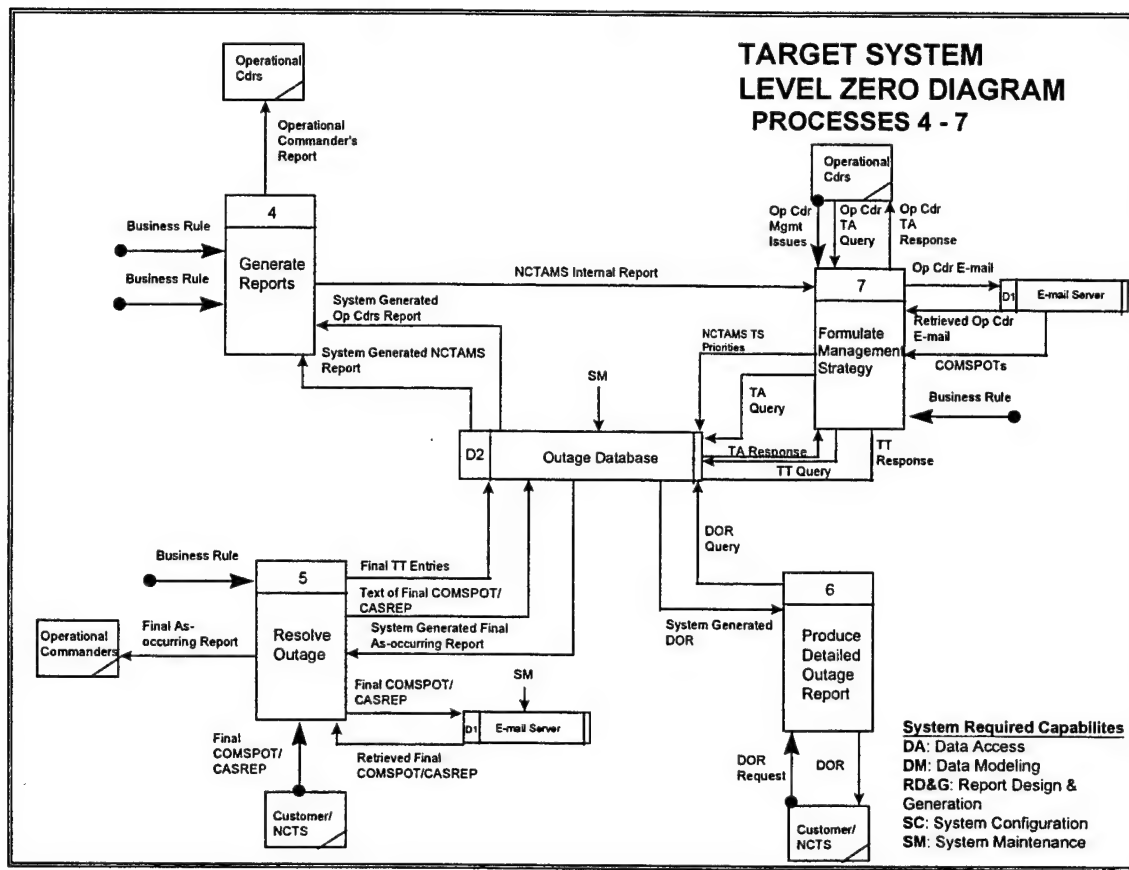 TARGET SYSTEM
LEVEL ZERO DIAGRAM
PROCESSES 4 - 7
Operational
Cdrs
Operational
Commander's
Report
4
Generate
Reports
Business Rule
Business Rule
NCTAMS Internal Report
System Generated
Op Cdrs Report
System Generated NCTAMS
Report
Operational
Cdrs
Op Cdr
Mgmt
Issues
Op Cdr
TA
Query
Op Cdr
TA
Response
7
Formulate
Management
Strategy
Op Cdr E-mail
D1
E-mail Server
Retrieved Op Cdr
E-mail
COMSPOTs
Business Rule
NCTAMS TS
Priorities
TA
Query
SM
D2
Outage Database
TA Response
TT Query
TT
Response
DOR
Query
Business Rule
5
Resolve
Outage
Final TT Entries
Text of Final COMSPOT/
CASREP
System Generated Final
As-occurring Report
Operational
Commanders
Final As-
occurring Report
Final COMSPOT/
CASREP
SM
D1
E-mail Server
Retrieved Final
COMSPOT/CASREP
Final
COMSPOT/
CASREP
Customer/
NCTS
System Generated
DOR
6
Produce
Detailed
Outage
Report
DOR
Request
DOR
Customer/
NCTS
System Required Capabilites
DA: Data Access
DM: Data Modeling
RD&G: Report Design &
Generation
SC: System Configuration
SM: System Maintenance